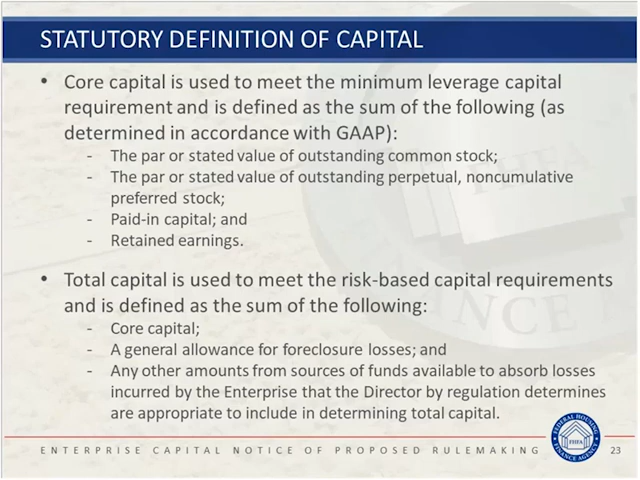 STATUTORY DEFINITION OF CAPITAL
• Core capital is used to meet the minimum leverage capital
requirement and is defined as the sum of the following (as
determined in accordance with GAAP):
- The par or stated value of outstanding common stock;
- The par or stated value of outstanding perpetual, noncumulative
preferred stock;
- Paid-in capital; and
- Retained earnings.
• Total capital is used to meet the risk-based capital requirements
and is defined as the sum of the following:
- Core capital;
- A general allowance for foreclosure losses; and
- Any other amounts from sources of funds available to absorb losses
incurred by the Enterprise that the Director by regulation determines
are appropriate to include in determining total capital.
FEDERAL HOUSING
FHFA
FINANCE AGENCY
ENTERPRISE CAPITAL NOTICE OF PROPOSED RULEMAKING
23